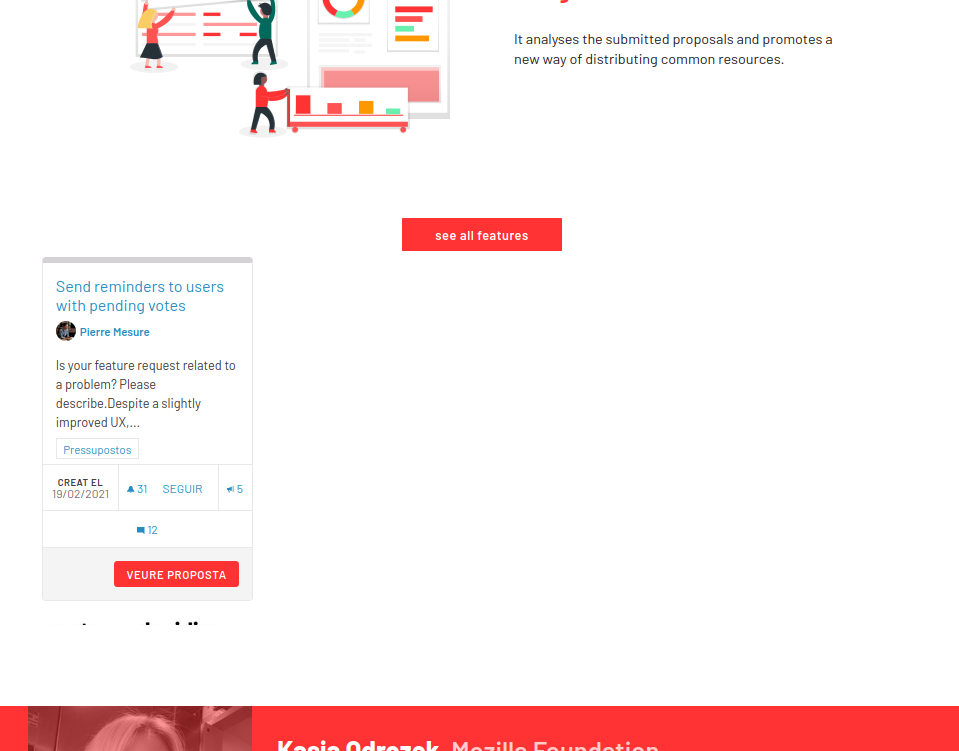 It analyses the submitted proposals and promotes a
new way of distributing common resources.
see all features
Send reminders to users
with pending votes
Pierre Mesure
Is your feature request related to
a problem? Please
describe.Despite a slightly
improved UX,...
Pressupostos
CREAT EL
19/02/2021
31 SEGUIR
5
12
VEURE PROPOSTA
Kasia Odrozek, Mozilla Foundation